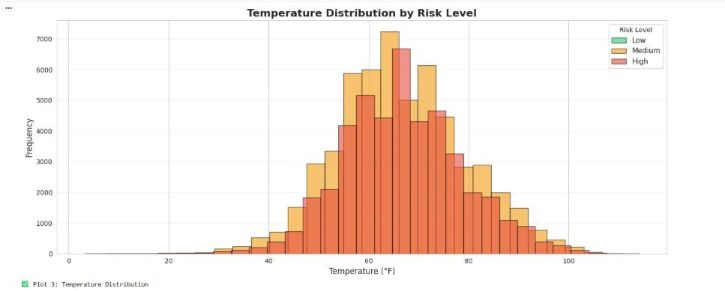 ...
Temperature Distribution by Risk Level
Risk Level
Low
Medium
High
7000
6000
5000
4000
3000
2000
1000
0
Frequency
0 20 40 60 80 100
Temperature (°F)
✅ Plot 3: Temperature Distribution